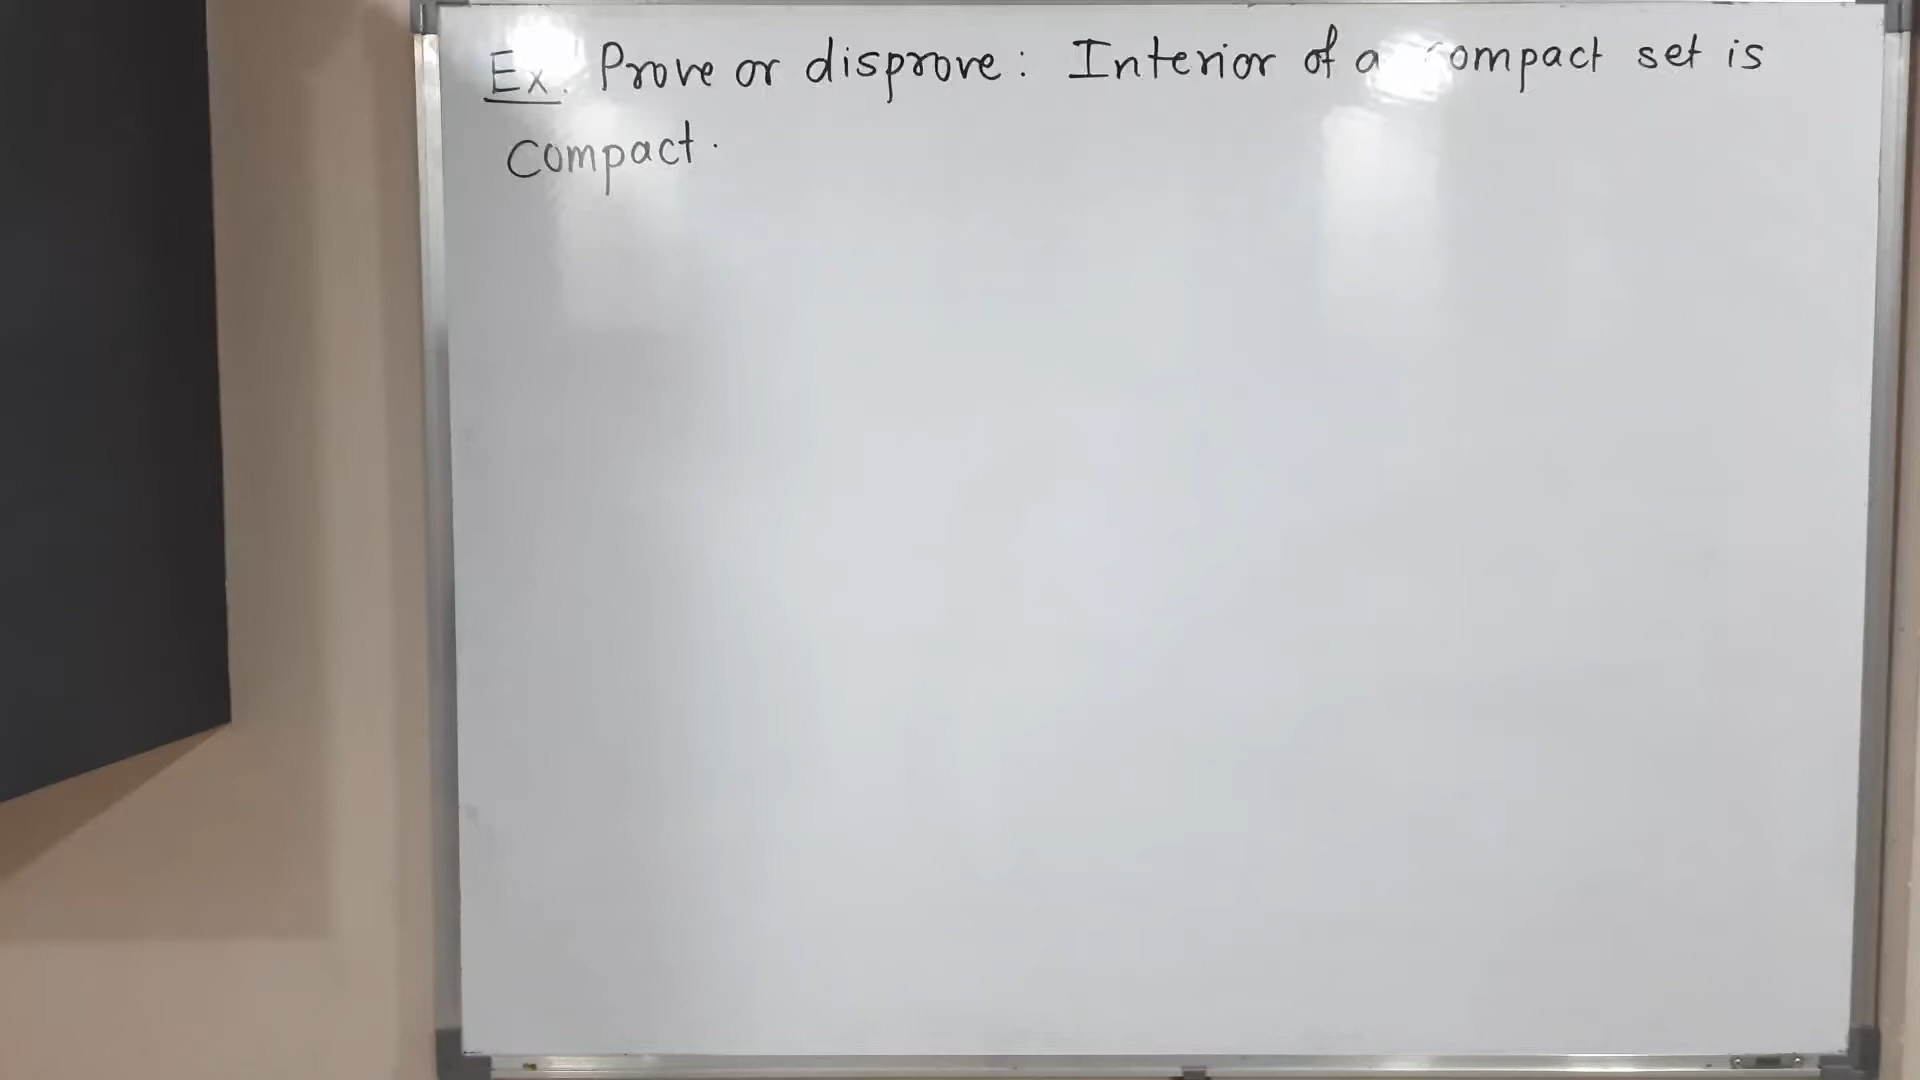 Ex. Prove or disprove: Interior of a compact set is
compact.